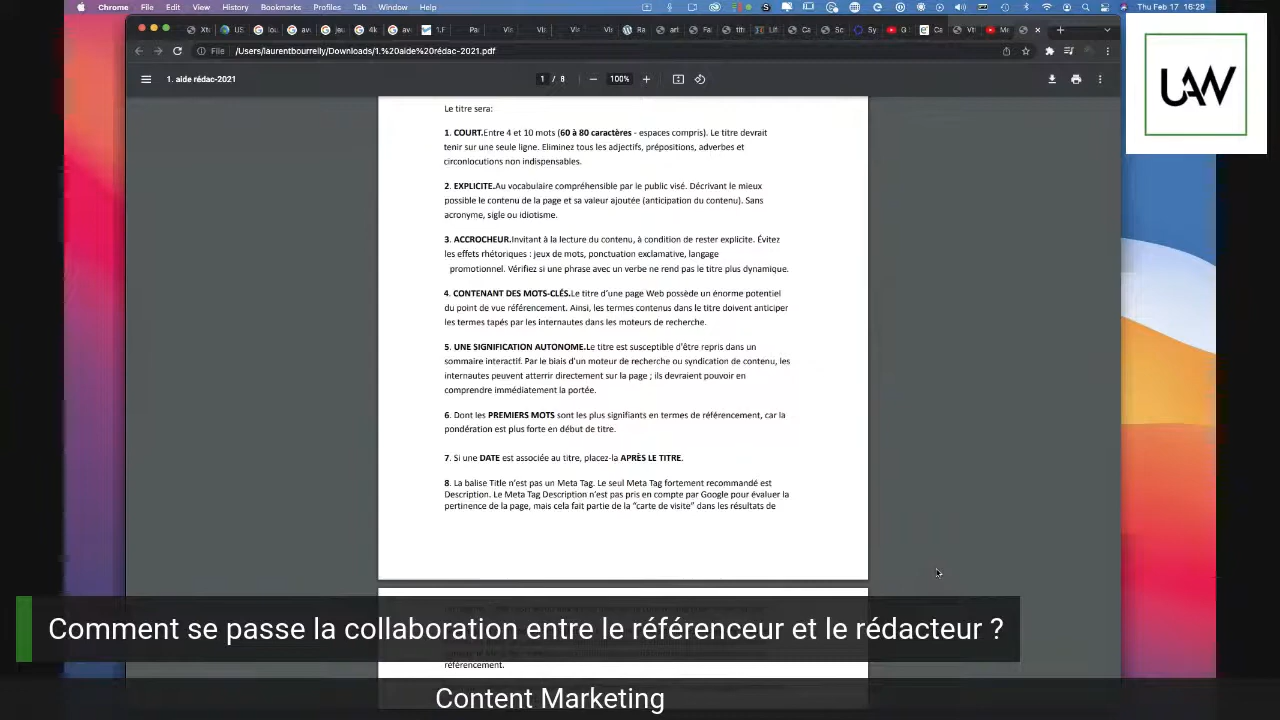 Chrome File Edit View History Bookmarks Profiles Tab Window Help Thu Feb 17 16:29
File /Users/laurentbourrelly/Downloads/1.%20aide%20rédac-2021.pdf
1. aide rédac-2021 1 / 8 100%
UAW
Le titre sera:
1. COURT.Entre 4 et 10 mots (60 à 80 caractères - espaces compris). Le titre devrait
tenir sur une seule ligne. Eliminez tous les adjectifs, prépositions, adverbes et
circonlocutions non indispensables.
2. EXPLICITE.Au vocabulaire compréhensible par le public visé. Décrivant le mieux
possible le contenu de la page et sa valeur ajoutée (anticipation du contenu). Sans
acronyme, sigle ou idiotisme.
3. ACCROCHEUR.Invitant à la lecture du contenu, à condition de rester explicite. Évitez
les effets rhétoriques : jeux de mots, ponctuation exclamative, langage
promotionnel. Vérifiez si une phrase avec un verbe ne rend pas le titre plus dynamique.
4. CONTENANT DES MOTS-CLÉS.Le titre d'une page Web possède un énorme potentiel
du point de vue référencement. Ainsi, les termes contenus dans le titre doivent anticiper
les termes tapés par les internautes dans les moteurs de recherche.
5. UNE SIGNIFICATION AUTONOME.Le titre est susceptible d'être repris dans un
sommaire interactif. Par le biais d'un moteur de recherche ou syndication de contenu, les
internautes peuvent atterrir directement sur la page ; ils devraient pouvoir en
comprendre immédiatement la portée.
6. Dont les PREMIERS MOTS sont les plus signifiants en termes de référencement, car la
pondération est plus forte en début de titre.
7. Si une DATE est associée au titre, placez-la APRÈS LE TITRE.
8. La balise Title n'est pas un Meta Tag. Le seul Meta Tag fortement recommandé est
Description. Le Meta Tag Description n'est pas pris en compte par Google pour évaluer la
pertinence de la page, mais cela fait partie de la "carte de visite" dans les résultats de
Comment se passe la collaboration entre le référenceur et le rédacteur ?
référencement.
Content Marketing